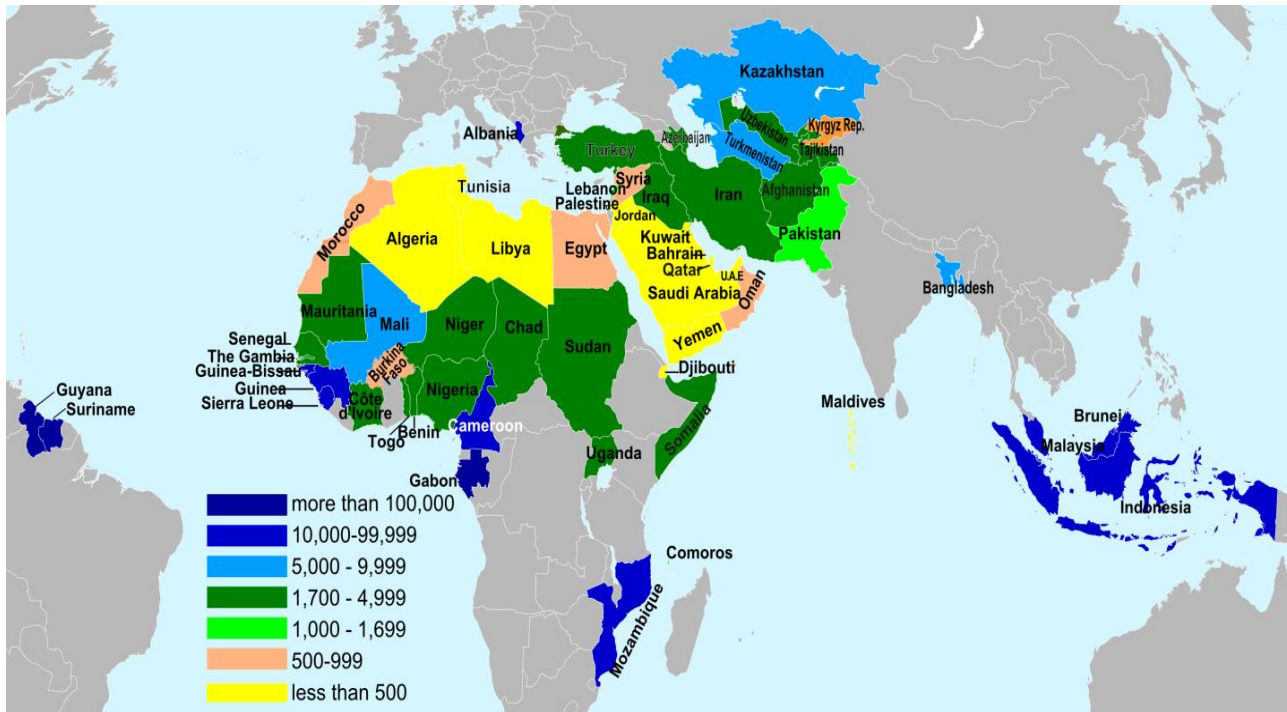 Kazakhstan
Albania
Azerbaijan
Uzbekistan
Kyrgyz Rep.
Turkmenistan
Tajikistan
Turkey
Tunisia
Lebanon
Syria
Palestine
Iraq
Iran
Afghanistan
Jordan
Morocco
Algeria
Libya
Egypt
Kuwait
Bahrain
Qatar
Pakistan
U.A.E
Saudi Arabia
Oman
Bangladesh
Mauritania
Mali
Niger
Chad
Sudan
Yemen
Senegal
The Gambia
Guinea-Bissau
Burkina
Faso
Djibouti
Guyana
Guinea
Nigeria
Suriname
Sierra Leone
Côte
d'Ivoire
Maldives
Brunei
Cameroon
Benin
Togo
Somalia
Malaysia
Uganda
Gabon
Indonesia
more than 100,000
10,000-99,999
Comoros
5,000 - 9,999
1,700 - 4,999
Mozambique
1,000 - 1,699
500-999
less than 500